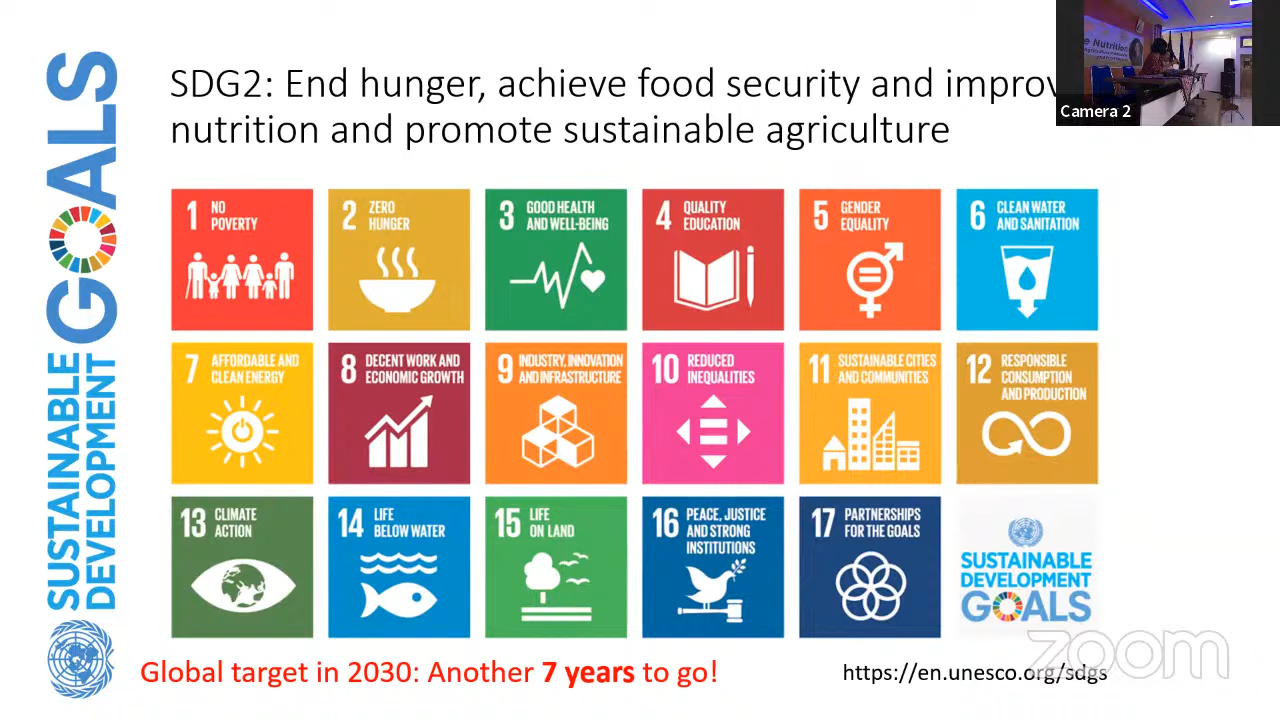 SDG2: End hunger, achieve food security and improv
nutrition and promote sustainable agriculture
e Nutrition
Camera 2
SUSTAINABLE
DEVELOPMENT
GOALS
1 NO
POVERTY
2 ZERO
HUNGER
3 GOOD HEALTH
AND WELL-BEING
4 QUALITY
EDUCATION
5 GENDER
EQUALITY
6 CLEAN WATER
AND SANITATION
7 AFFORDABLE AND
CLEAN ENERGY
8 DECENT WORK AND
ECONOMIC GROWTH
9 INDUSTRY, INNOVATION
AND INFRASTRUCTURE
10 REDUCED
INEQUALITIES
11 SUSTAINABLE CITIES
AND COMMUNITIES
12 RESPONSIBLE
CONSUMPTION
AND PRODUCTION
13 CLIMATE
ACTION
14 LIFE
BELOW WATER
15 LIFE
ON LAND
16 PEACE, JUSTICE
AND STRONG
INSTITUTIONS
17 PARTNERSHIPS
FOR THE GOALS
SUSTAINABLE
DEVELOPMENT
GOALS
zoom
Global target in 2030: Another 7 years to go!
https://en.unesco.org/sdgs